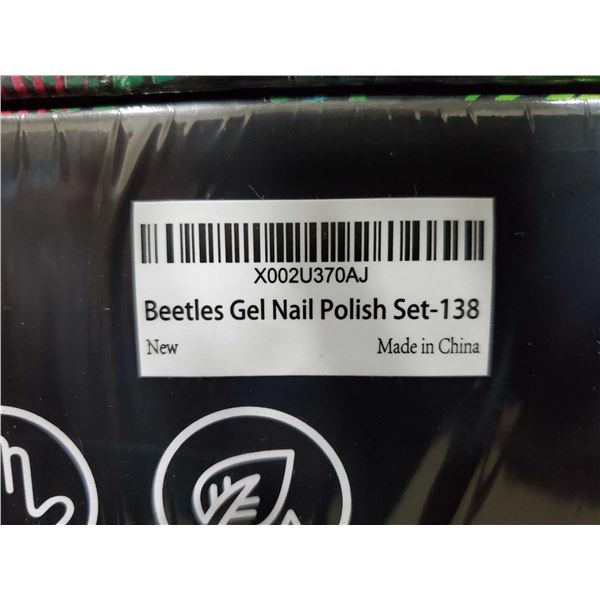 X002U370AJ
Beetles Gel Nail Polish Set-138
New Made in China